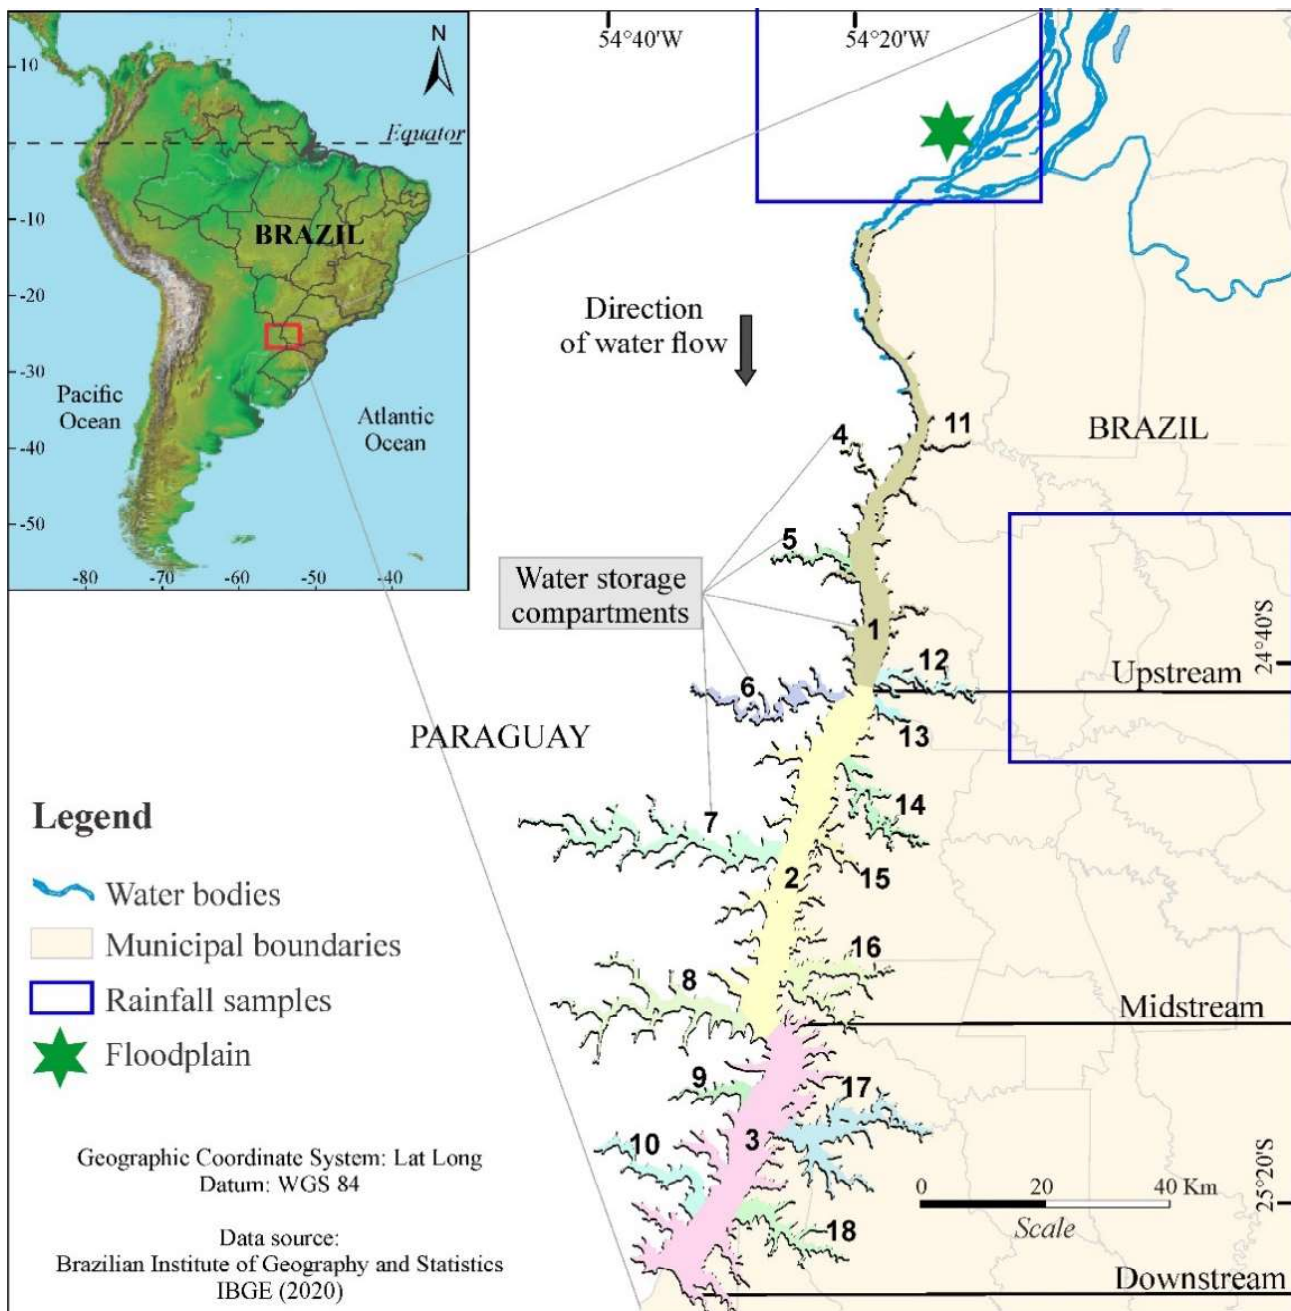 N
10
Equator
-10
BRAZIL
-20
-30
Pacific
Ocean
Atlantic
Ocean
-40
-50
-80
-70
-60
-50
-40
54°40'W
54°20'W
Direction
of water flow
4
11
BRAZIL
5
Water storage
compartments
1
24°40'S
12
Upstream
6
13
PARAGUAY
14
7
2
15
16
8
Midstream
9
17
10
3
25°20'S
18
0
20
40 Km
Scale
Downstream
Legend
Water bodies
Municipal boundaries
Rainfall samples
Floodplain
Geographic Coordinate System: Lat Long
Datum: WGS 84
Data source:
Brazilian Institute of Geography and Statistics
IBGE (2020)